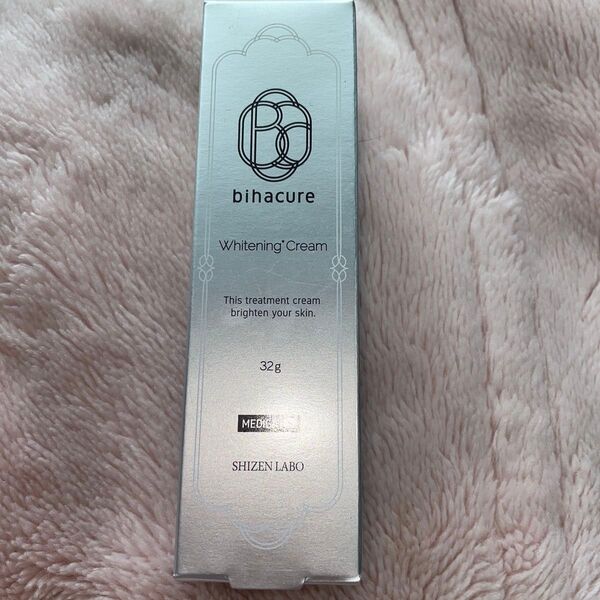 bihacure
Whitening*Cream
This treatment cream
brighten your skin.
32g
SHIZEN LABO